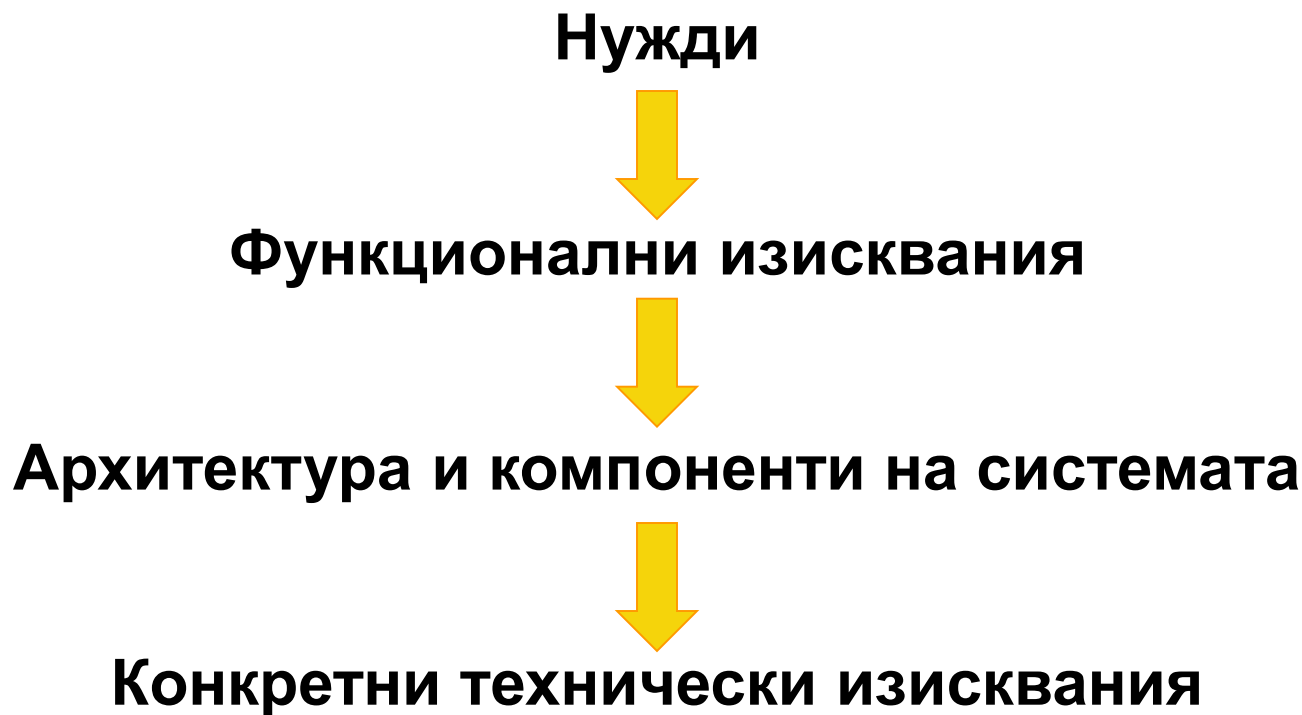 Нужди
Функционални изисквания
Архитектура и компоненти на системата
Конкретни технически изисквания